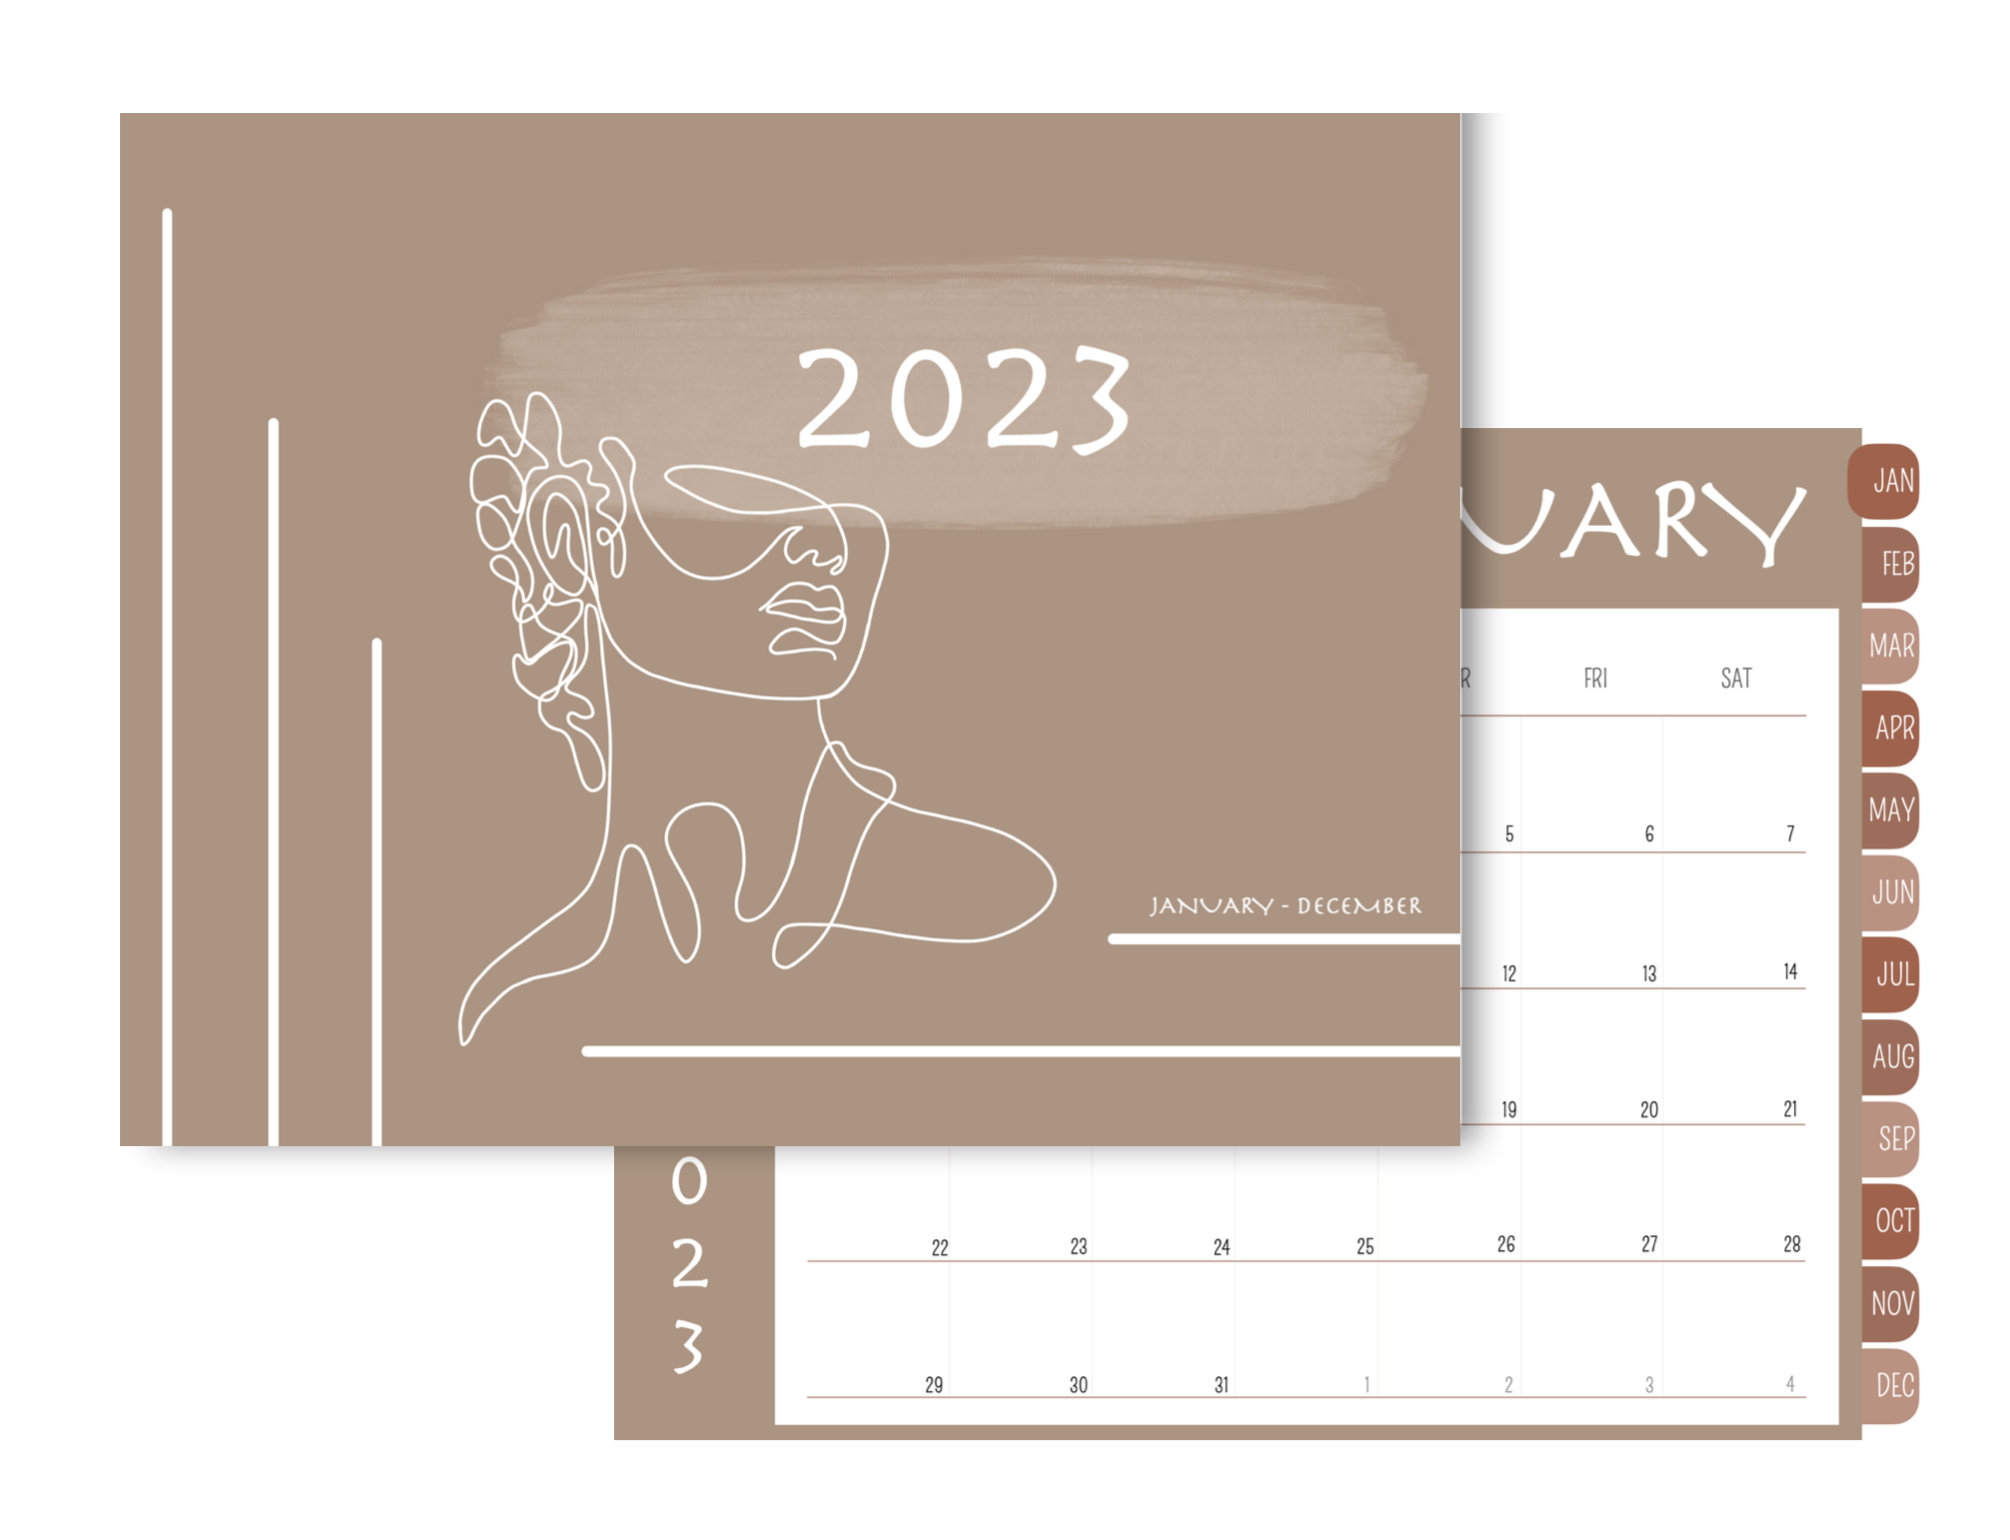 2023
JANUARY - DECEMBER
UARY
R FRI SAT
5 6 7
12 13 14
19 20 21
22 23 24 25 26 27 28
29 30 31 1 2 3 4
0
2
3
JAN
FEB
MAR
APR
MAY
JUN
JUL
AUG
SEP
OCT
NOV
DEC